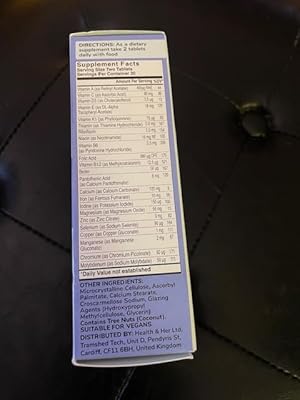 DIRECTIONS: As a dietary
supplement take 2 tablets
daily with food
Supplement Facts
Serving Size Two Tablets
Servings Per Container 30
Amount Per Serving %DV
Vitamin A (as Retinyl Acetate)
Vitamin C (as Ascorbic Acid)
Vitamin D3 (as Cholecalciferol)
Vitamin E (as DL-Alpha
Tocopheryl Acetate)
Vitamin K1 (as Phylloquinone)
Thiamin (as Thiamine Hydrochloride)
Riboflavin
Niacin (as Nicotinamide)
Vitamin B6
(as Pyridoxine Hydrochloride)
Folic Acid
Vitamin B12 (as Methylcobalamin)
Biotin
Pantothenic Acid
(as Calcium Pantothenate)
Calcium (as Calcium Carbonate)
Iron (as Ferrous Fumarate)
Iodine (as Potassium Iodide)
Magnesium (as Magnesium Oxide)
Zinc (as Zinc Citrate)
Selenium (as Sodium Selenite)
Copper (as Copper Gluconate)
Manganese (as Manganese
Gluconate)
Chromium (as Chromium Picolinate)
Molybdenum (as Sodium Molybdate)
*Daily Value not established
OTHER INGREDIENTS:
Microcrystalline Cellulose, Ascorbyl
Palmitate, Calcium Stearate,
Croscarmellose Sodium, Glazing
Agents (Hydroxypropyl
Methylcellulose, Glycerin)
Contains Tree Nuts (Coconut).
SUITABLE FOR VEGANS
DISTRIBUTED BY: Health & Her Ltd,
Tramshed Tech, Unit D, Pendyris St,
Cardiff, CF11 6BH, United Kingdom